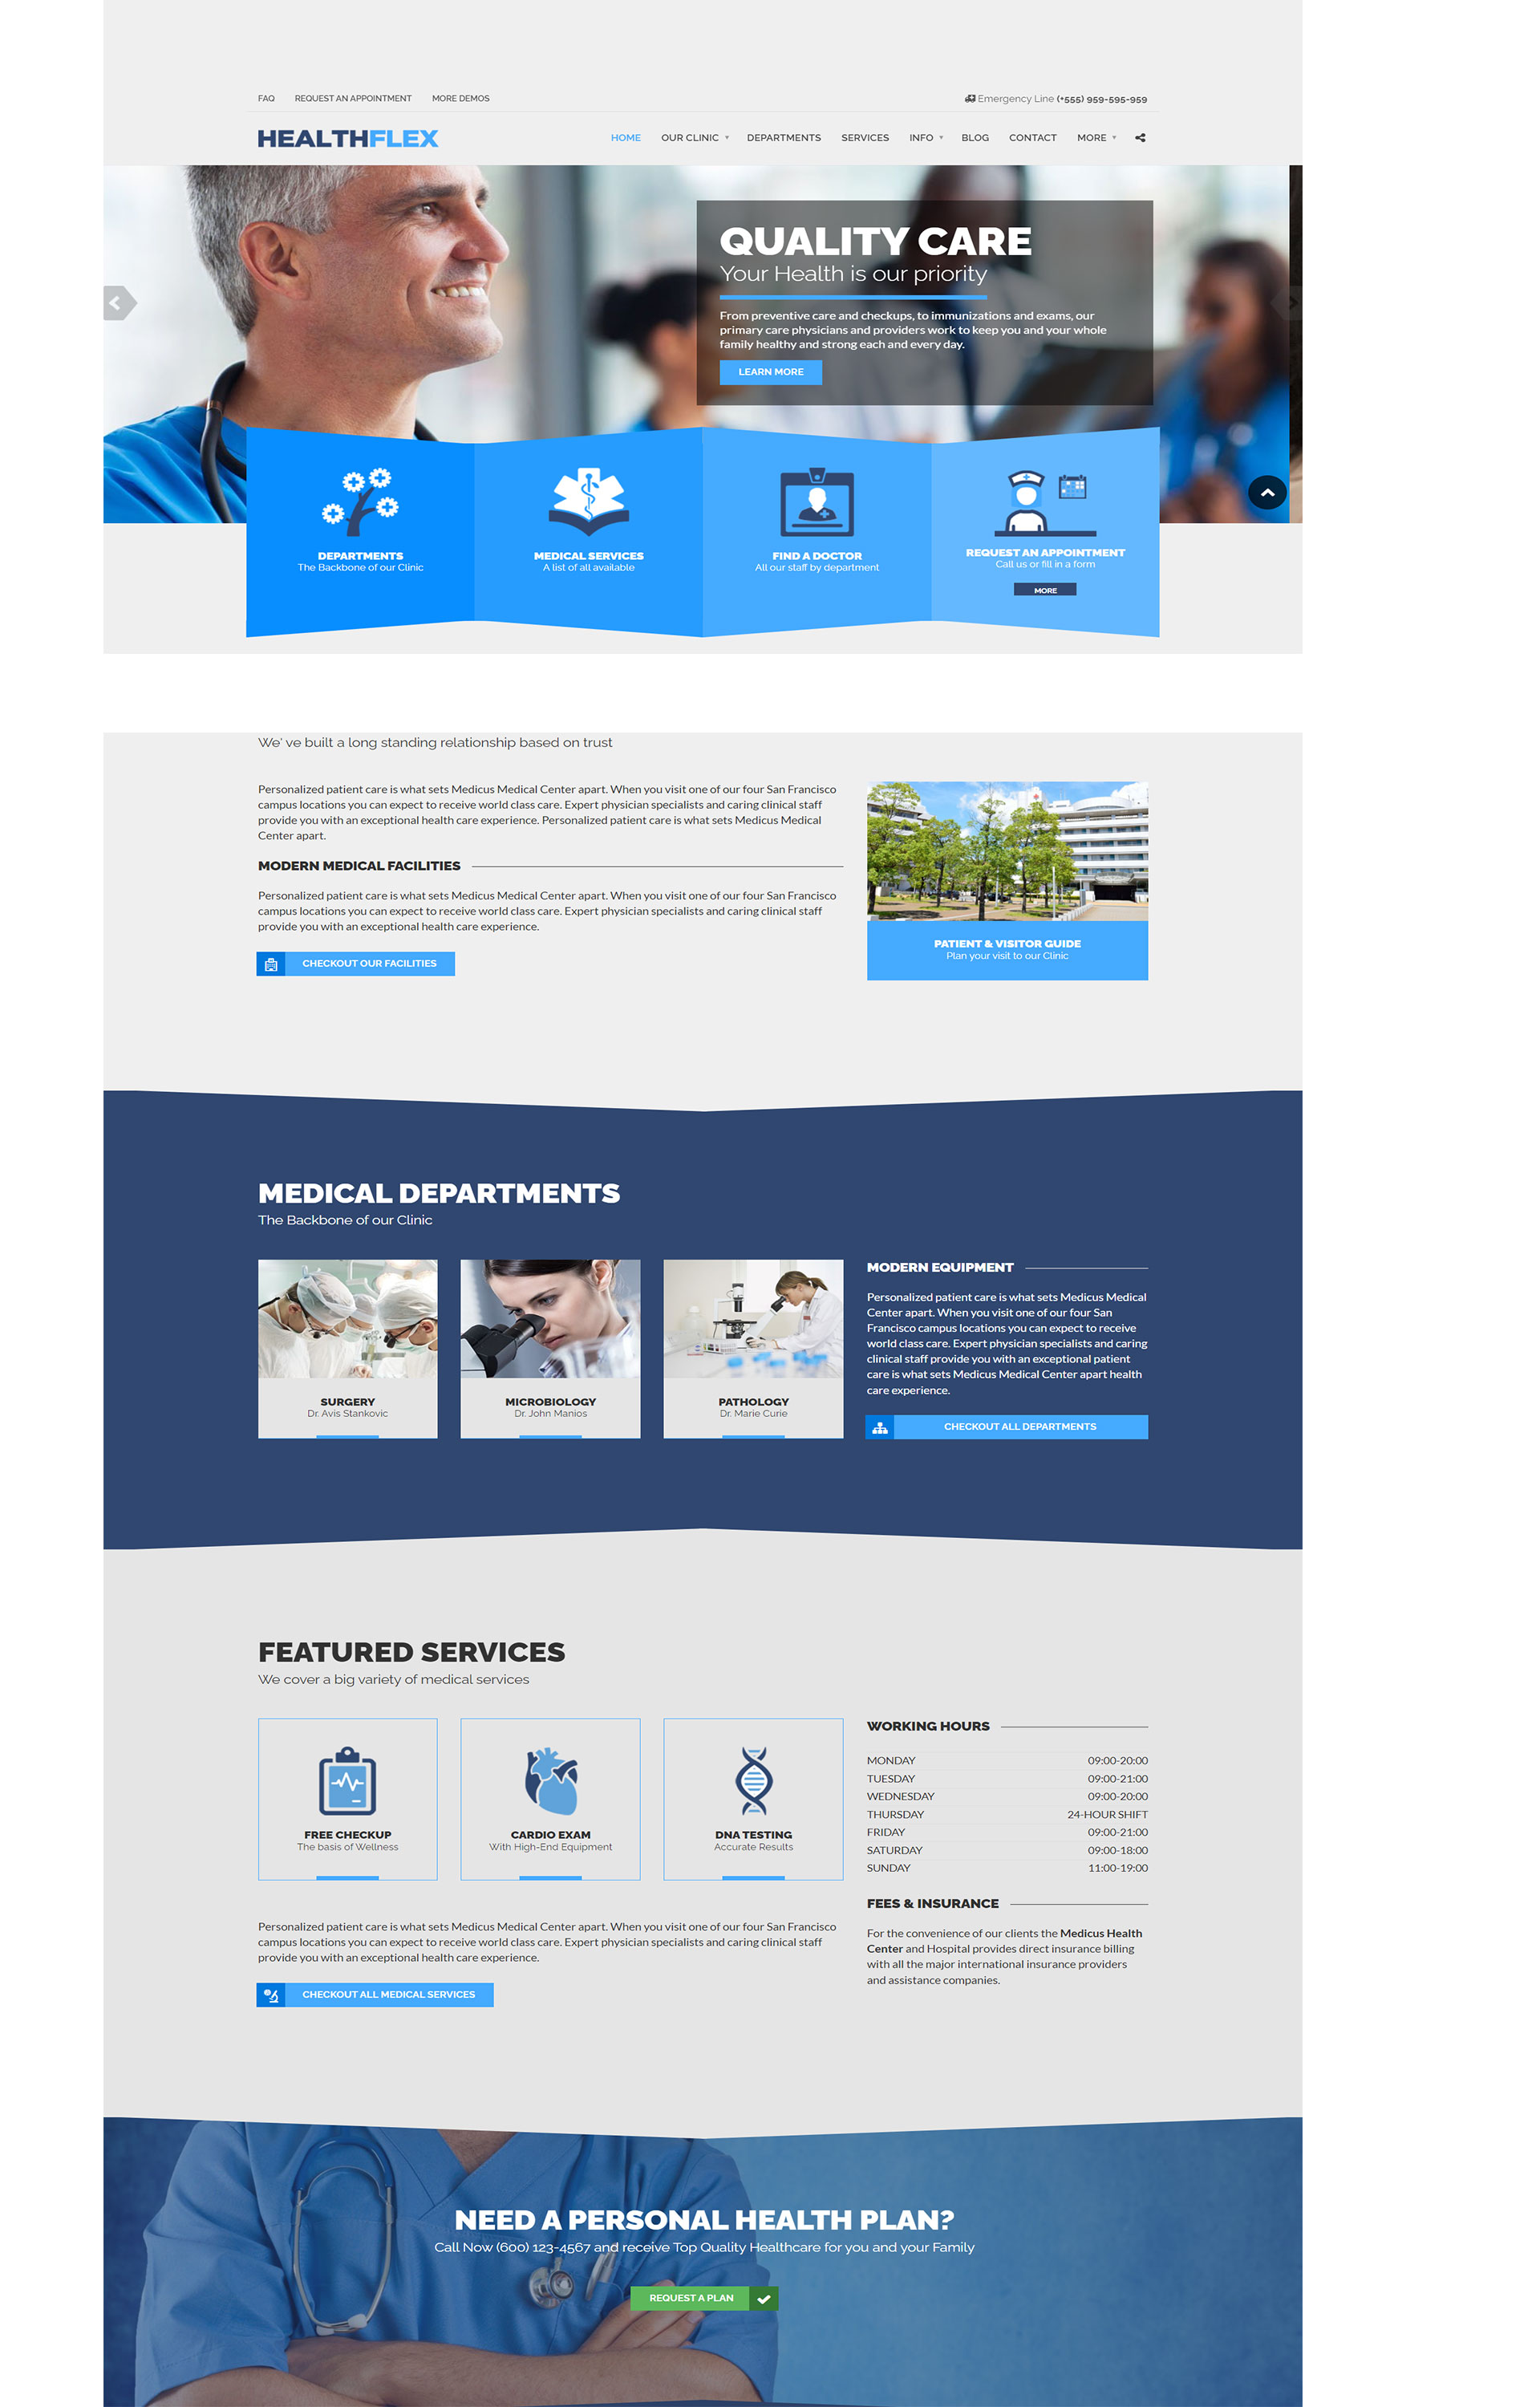 FAQ REQUEST AN APPOINTMENT MORE DEMOS Emergency Line (+555) 959-595-959
HEALTHFLEX HOME OUR CLINIC DEPARTMENTS SERVICES INFO BLOG CONTACT MORE
QUALITY CARE
Your Health is our priority
From preventive care and checkups, to immunizations and exams, our
primary care physicians and providers work to keep you and your whole
family healthy and strong each and every day.
LEARN MORE
DEPARTMENTS
The Backbone of our Clinic
MEDICAL SERVICES
A list of all available
FIND A DOCTOR
All our staff by department
REQUEST AN APPOINTMENT
Call us or fill in a form
MORE
We' ve built a long standing relationship based on trust
Personalized patient care is what sets Medicus Medical Center apart. When you visit one of our four San Francisco
campus locations you can expect to receive world class care. Expert physician specialists and caring clinical staff
provide you with an exceptional health care experience. Personalized patient care is what sets Medicus Medical
Center apart.
MODERN MEDICAL FACILITIES
Personalized patient care is what sets Medicus Medical Center apart. When you visit one of our four San Francisco
campus locations you can expect to receive world class care. Expert physician specialists and caring clinical staff
provide you with an exceptional health care experience.
CHECKOUT OUR FACILITIES
PATIENT & VISITOR GUIDE
Plan your visit to our Clinic
MEDICAL DEPARTMENTS
The Backbone of our Clinic
SURGERY
Dr. Avis Stankovic
MICROBIOLOGY
Dr. John Manios
PATHOLOGY
Dr. Marie Curie
MODERN EQUIPMENT
Personalized patient care is what sets Medicus Medical
Center apart. When you visit one of our four San
Francisco campus locations you can expect to receive
world class care. Expert physician specialists and caring
clinical staff provide you with an exceptional patient
care is what sets Medicus Medical Center apart health
care experience.
CHECKOUT ALL DEPARTMENTS
FEATURED SERVICES
We cover a big variety of medical services
FREE CHECKUP
The basis of Wellness
CARDIO EXAM
With High-End Equipment
DNA TESTING
Accurate Results
Personalized patient care is what sets Medicus Medical Center apart. When you visit one of our four San Francisco
campus locations you can expect to receive world class care. Expert physician specialists and caring clinical staff
provide you with an exceptional health care experience.
CHECKOUT ALL MEDICAL SERVICES
WORKING HOURS
MONDAY 09:00-20:00
TUESDAY 09:00-21:00
WEDNESDAY 09:00-20:00
THURSDAY 24-HOUR SHIFT
FRIDAY 09:00-21:00
SATURDAY 09:00-18:00
SUNDAY 11:00-19:00
FEES & INSURANCE
For the convenience of our clients the Medicus Health
Center and Hospital provides direct insurance billing
with all the major international insurance providers
and assistance companies.
NEED A PERSONAL HEALTH PLAN?
Call Now (600) 123-4567 and receive Top Quality Healthcare for you and your Family
REQUEST A PLAN